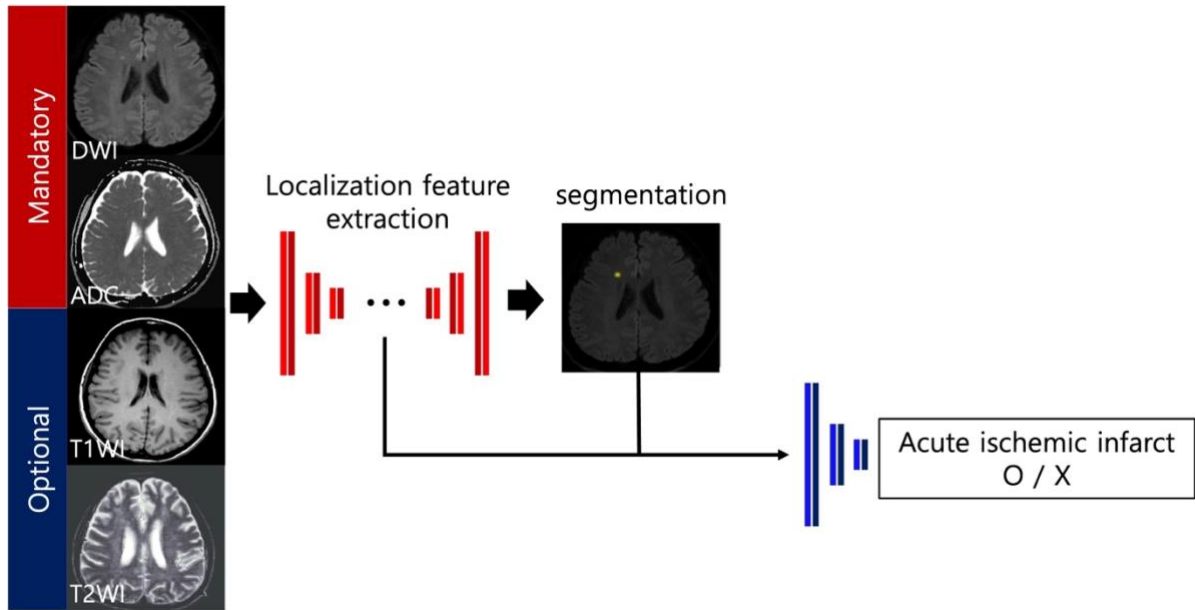 Mandatory
DWI
ADC
Optional
T1WI
T2WI
Localization feature
extraction
segmentation
Acute ischemic infarct
O / X